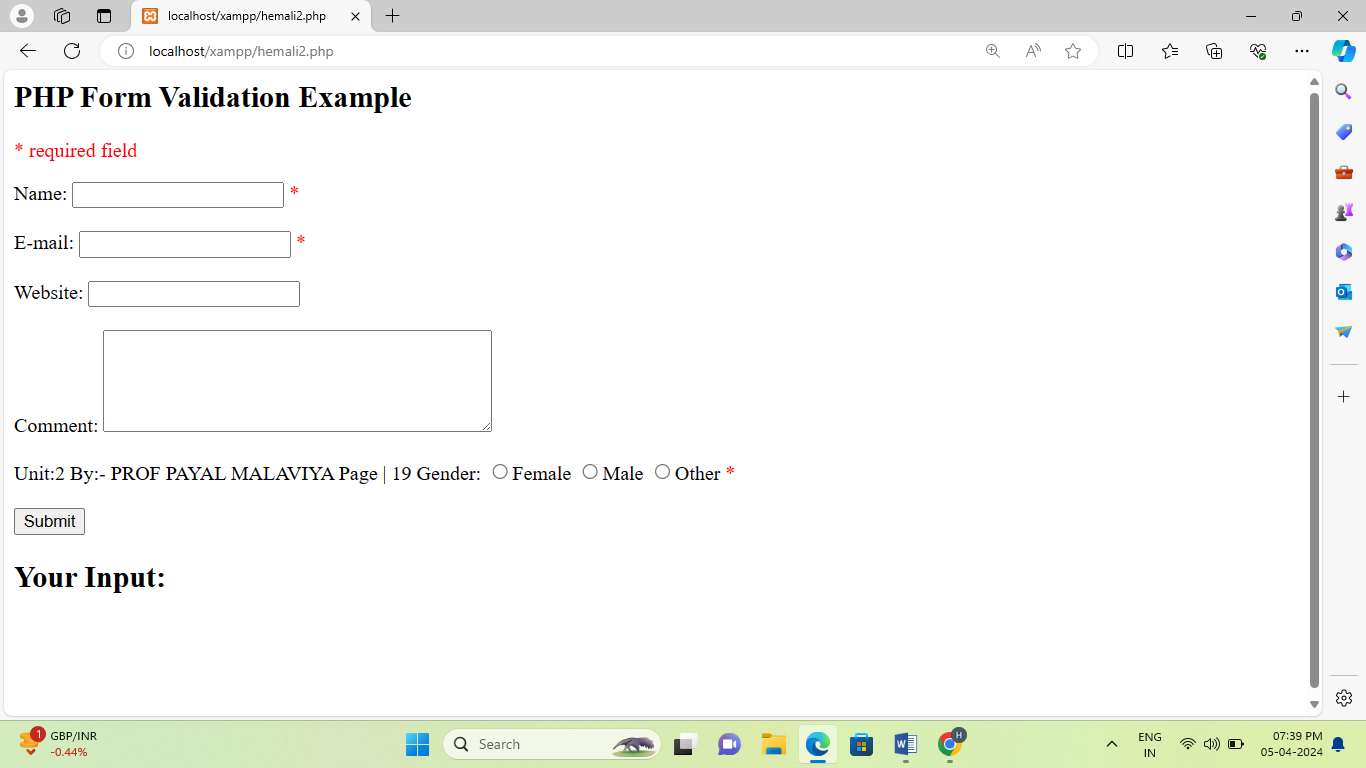 localhost/xampp/hemali2.php
localhost/xampp/hemali2.php
PHP Form Validation Example
* required field
Name: *
E-mail: *
Website:
Comment:
Unit:2 By:- PROF PAYAL MALAVIYA Page | 19 Gender: Female Male Other *
Submit
Your Input:
1
GBP/INR
-0.44%
Search
H
ENG
IN
07:39 PM
05-04-2024